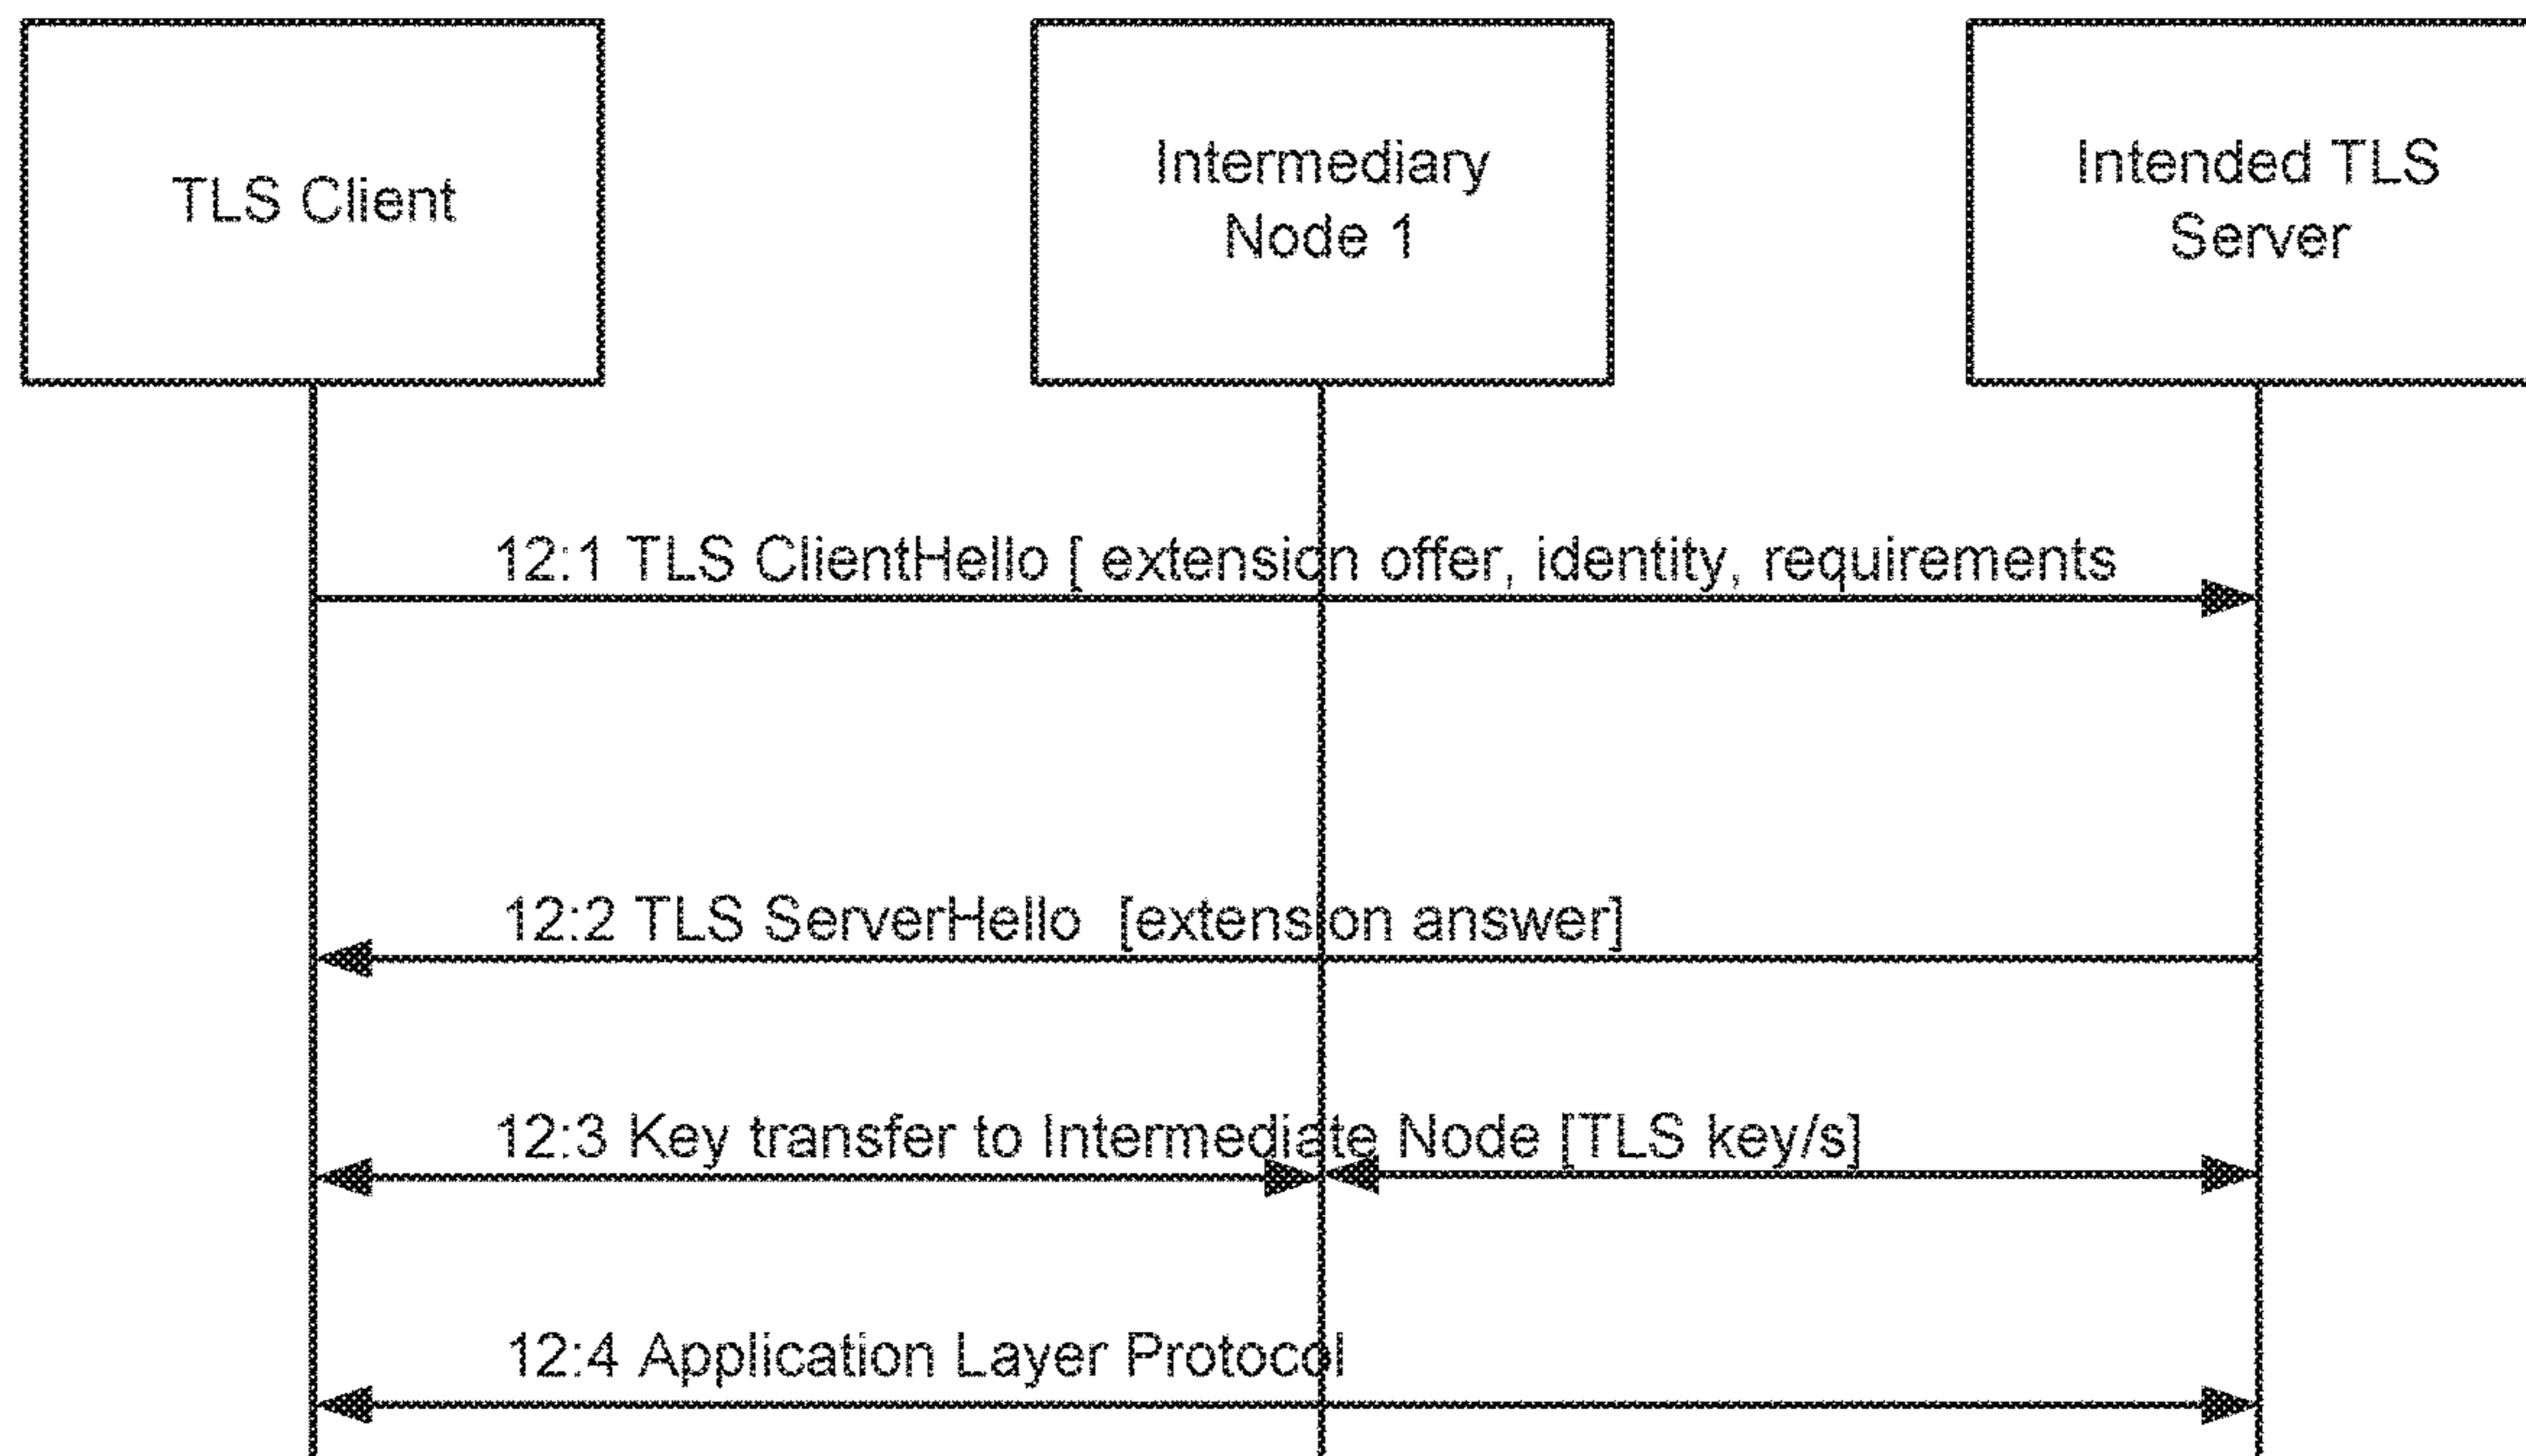 TLS Client
Intermediary
Node 1
Intended TLS
Server
12:1 TLS ClientHello [ extension offer, identity, requirements
12:2 TLS ServerHello [extension answer]
12:3 Key transfer to Intermediate Node [TLS key/s]
12:4 Application Layer Protocol